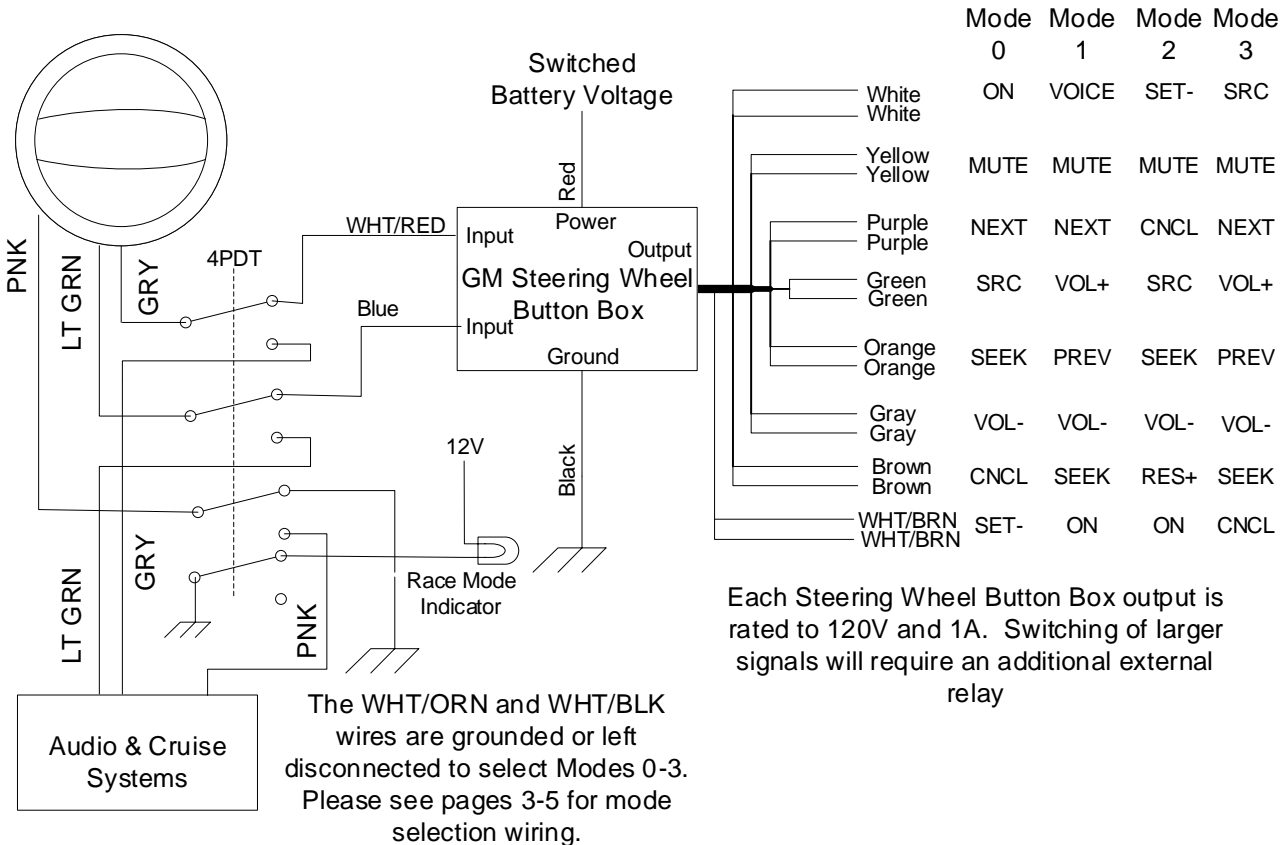 Mode Mode Mode Mode
0 1 2 3
Switched
Battery Voltage
White ON VOICE SET- SRC
White
Yellow
Yellow MUTE MUTE MUTE MUTE
Red
Purple NEXT NEXT CNCL NEXT
Purple
WHT/RED
Input
Power
Output
GM Steering Wheel
Button Box
Blue
Input
Ground
Green SRC VOL+ SRC VOL+
Green
PNK
LT GRN
GRY
4PDT
Orange SEEK PREV SEEK PREV
Orange
Gray VOL- VOL- VOL- VOL-
Gray
12V
Black
Brown CNCL SEEK RES+ SEEK
Brown
WHT/BRN SET- ON ON CNCL
WHT/BRN
LT GRN
GRY
PNK
Race Mode
Indicator
Each Steering Wheel Button Box output is
rated to 120V and 1A. Switching of larger
signals will require an additional external
relay
Audio & Cruise
Systems
The WHT/ORN and WHT/BLK
wires are grounded or left
disconnected to select Modes 0-3.
Please see pages 3-5 for mode
selection wiring.